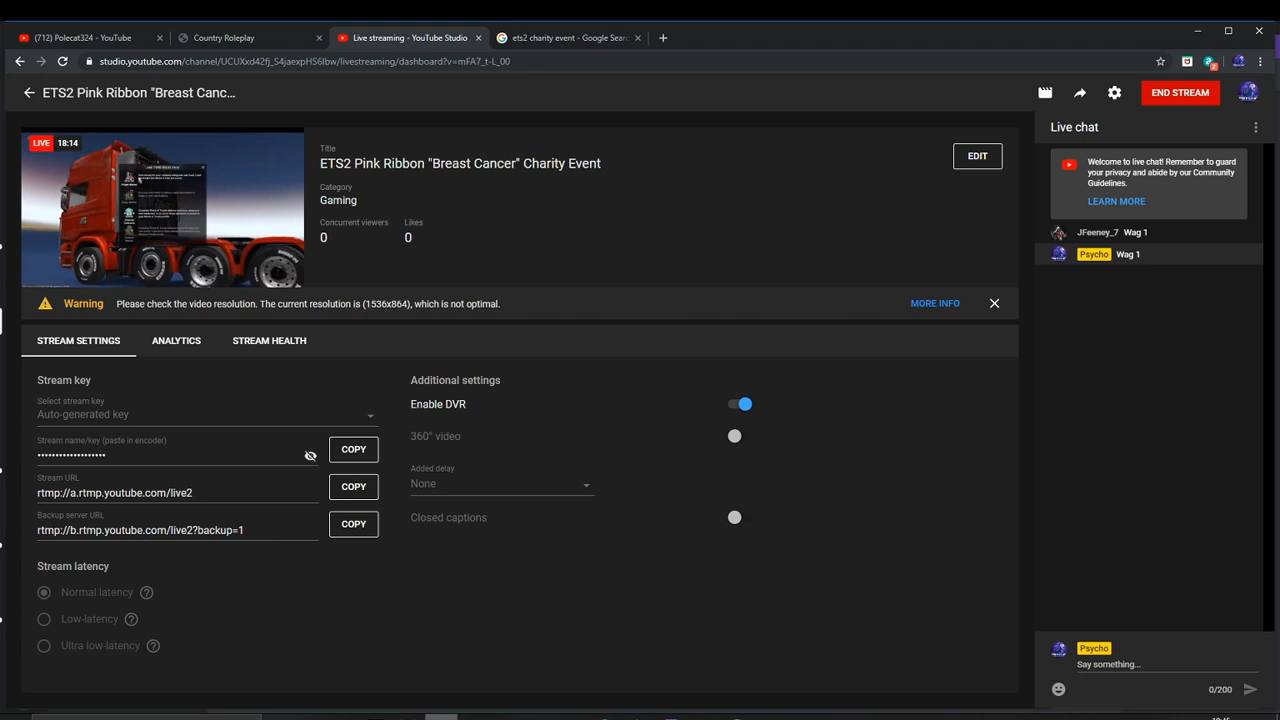 (712) Polecat324 - YouTube
Country Roleplay
Live streaming - YouTube Studio
ets2 charity event - Google Searc
studio.youtube.com/channel/UCUXxd42fj_S4jaexpHS6Ibw/livestreaming/dashboard?v=mFA7_t-L_00
ETS2 Pink Ribbon "Breast Canc...
END STREAM
LIVE 18:14
Title
ETS2 Pink Ribbon "Breast Cancer" Charity Event
EDIT
Category
Gaming
Concurrent viewers Likes
0 0
Warning Please check the video resolution. The current resolution is (1536x864), which is not optimal.
MORE INFO
STREAM SETTINGS ANALYTICS STREAM HEALTH
Stream key
Select stream key
Auto-generated key
Stream name/key (paste in encoder)
•••••••••••••••••••
COPY
Stream URL
rtmp://a.rtmp.youtube.com/live2
COPY
Backup server URL
rtmp://b.rtmp.youtube.com/live2?backup=1
COPY
Stream latency
Normal latency
Low-latency
Ultra low-latency
Additional settings
Enable DVR
360° video
Added delay
None
Closed captions
Live chat
Welcome to live chat! Remember to guard
your privacy and abide by our Community
Guidelines.
LEARN MORE
JFeeney_7 Wag 1
Psycho Wag 1
Psycho
Say something...
0/200